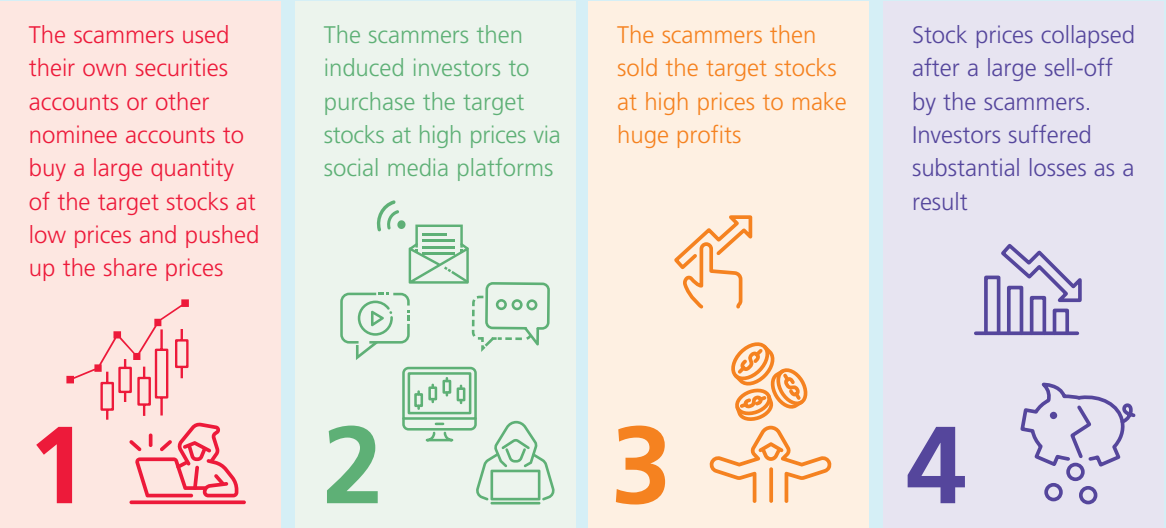 The scammers used
their own securities
accounts or other
nominee accounts to
buy a large quantity
of the target stocks at
low prices and pushed
up the share prices
1
The scammers then
induced investors to
purchase the target
stocks at high prices via
social media platforms
2
The scammers then
sold the target stocks
at high prices to make
huge profits
$
$
$
3
Stock prices collapsed
after a large sell-off
by the scammers.
Investors suffered
substantial losses as a
result
4